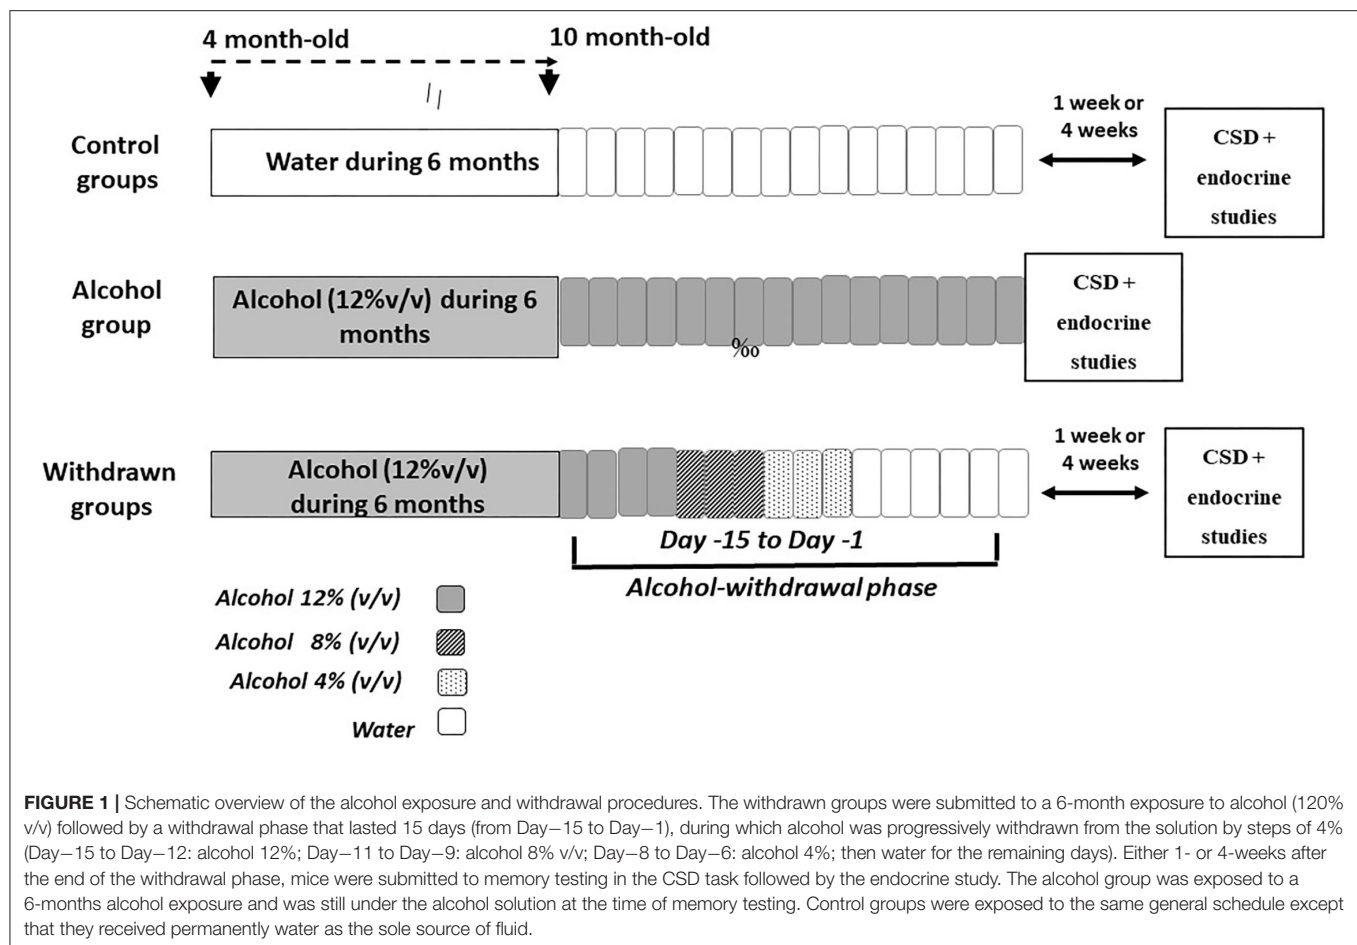 4 month-old
10 month-old
Control
groups
Water during 6 months
1 week or
4 weeks
CSD +
endocrine
studies
Alcohol
group
Alcohol (12%v/v) during 6
months
‰
CSD +
endocrine
studies
Withdrawn
groups
Alcohol (12%v/v)
during 6 months
1 week or
4 weeks
CSD +
endocrine
studies
Day -15 to Day -1
Alcohol-withdrawal phase
Alcohol 12% (v/v)
Alcohol 8% (v/v)
Alcohol 4% (v/v)
Water
FIGURE 1 | Schematic overview of the alcohol exposure and withdrawal procedures. The withdrawn groups were submitted to a 6-month exposure to alcohol (120%
v/v) followed by a withdrawal phase that lasted 15 days (from Day−15 to Day−1), during which alcohol was progressively withdrawn from the solution by steps of 4%
(Day−15 to Day−12: alcohol 12%; Day−11 to Day−9: alcohol 8% v/v; Day−8 to Day−6: alcohol 4%; then water for the remaining days). Either 1- or 4-weeks after
the end of the withdrawal phase, mice were submitted to memory testing in the CSD task followed by the endocrine study. The alcohol group was exposed to a
6-months alcohol exposure and was still under the alcohol solution at the time of memory testing. Control groups were exposed to the same general schedule except
that they received permanently water as the sole source of fluid.